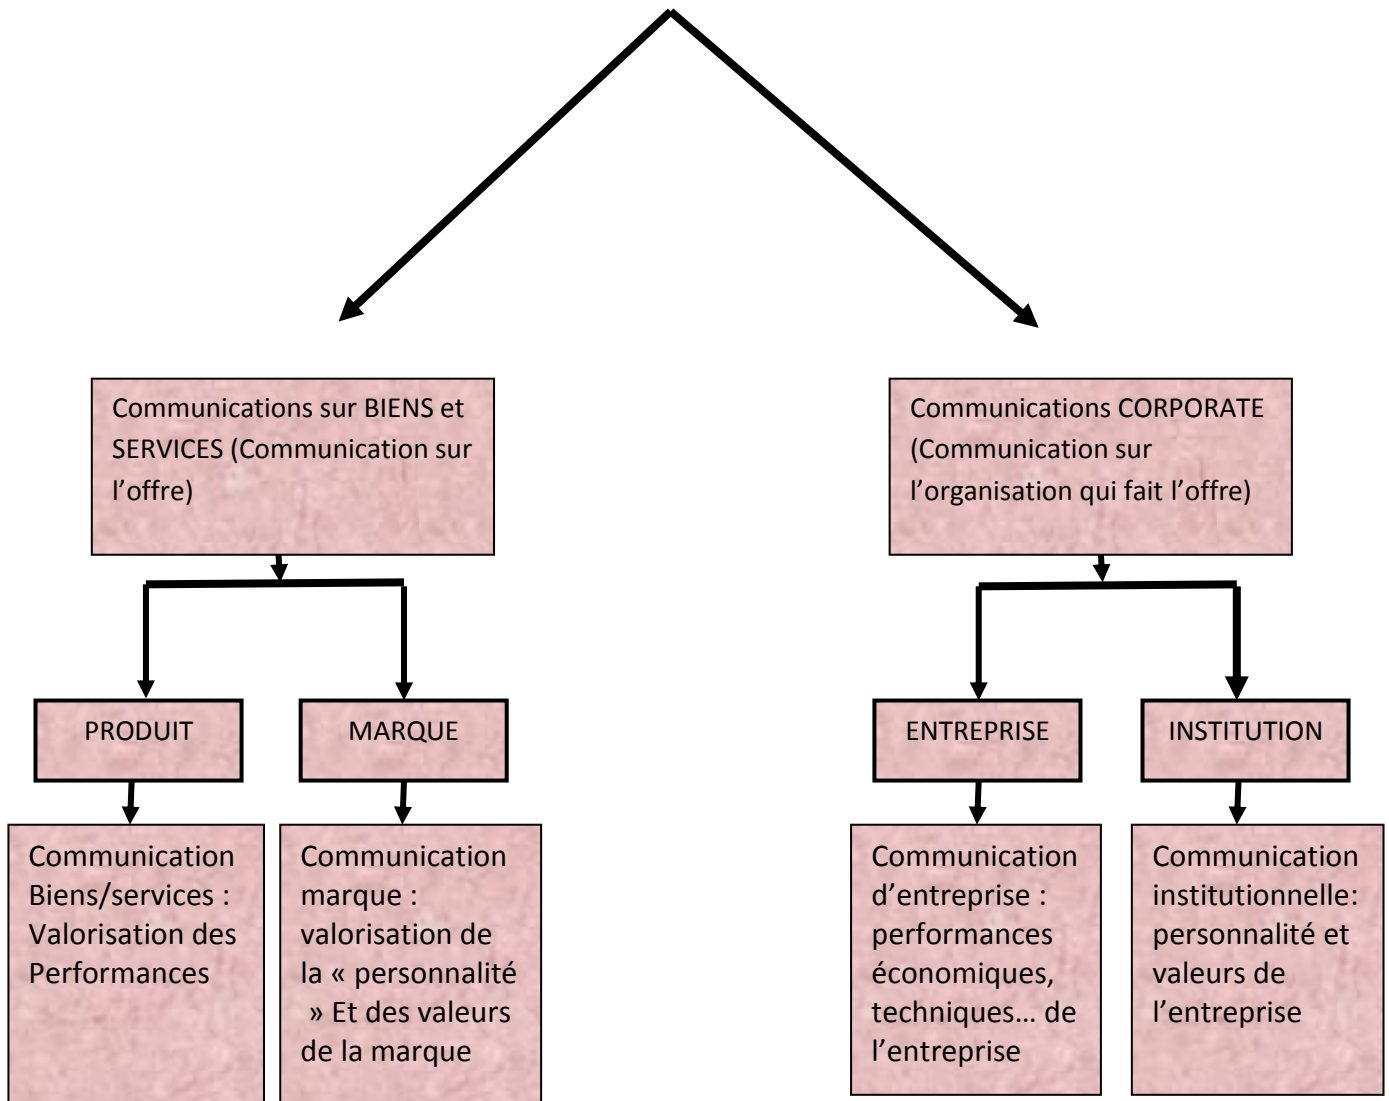 Communications sur BIENS et
SERVICES (Communication sur
l’offre)
Communications CORPORATE
(Communication sur
l’organisation qui fait l’offre)
PRODUIT
MARQUE
ENTREPRISE
INSTITUTION
Communication
Biens/services :
Valorisation des
Performances
Communication
marque :
valorisation de
la « personnalité
» Et des valeurs
de la marque
Communication
d’entreprise :
performances
économiques,
techniques… de
l’entreprise
Communication
institutionnelle:
personnalité et
valeurs de
l’entreprise